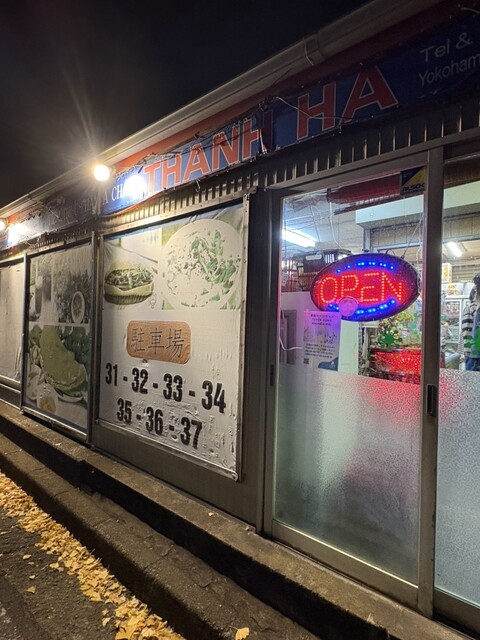 THANH HA
Tel &
Yokoham
OPEN
駐車場
31 - 32 - 33 - 34
35 - 36 - 37